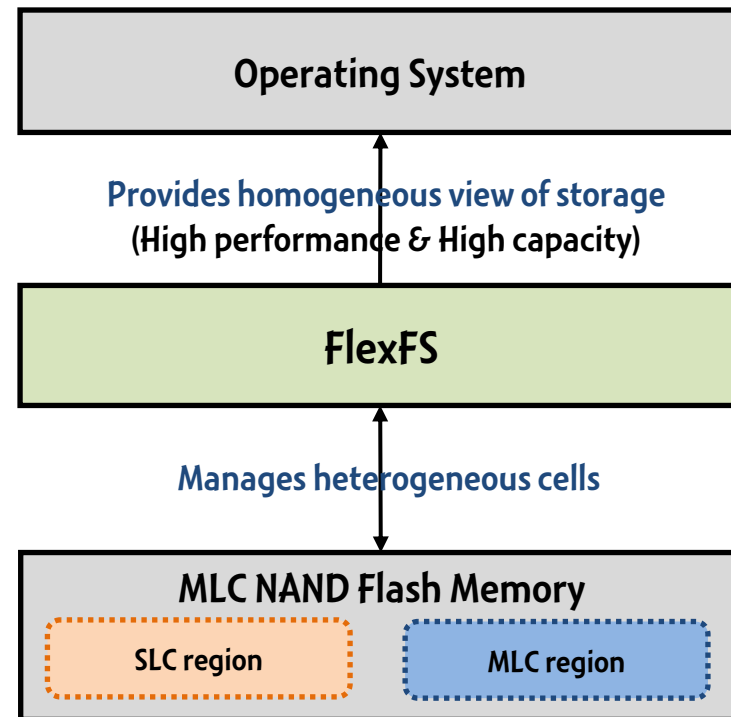 Operating System
Provides homogeneous view of storage
(High performance & High capacity)
FlexFS
Manages heterogeneous cells
MLC NAND Flash Memory
SLC region
MLC region